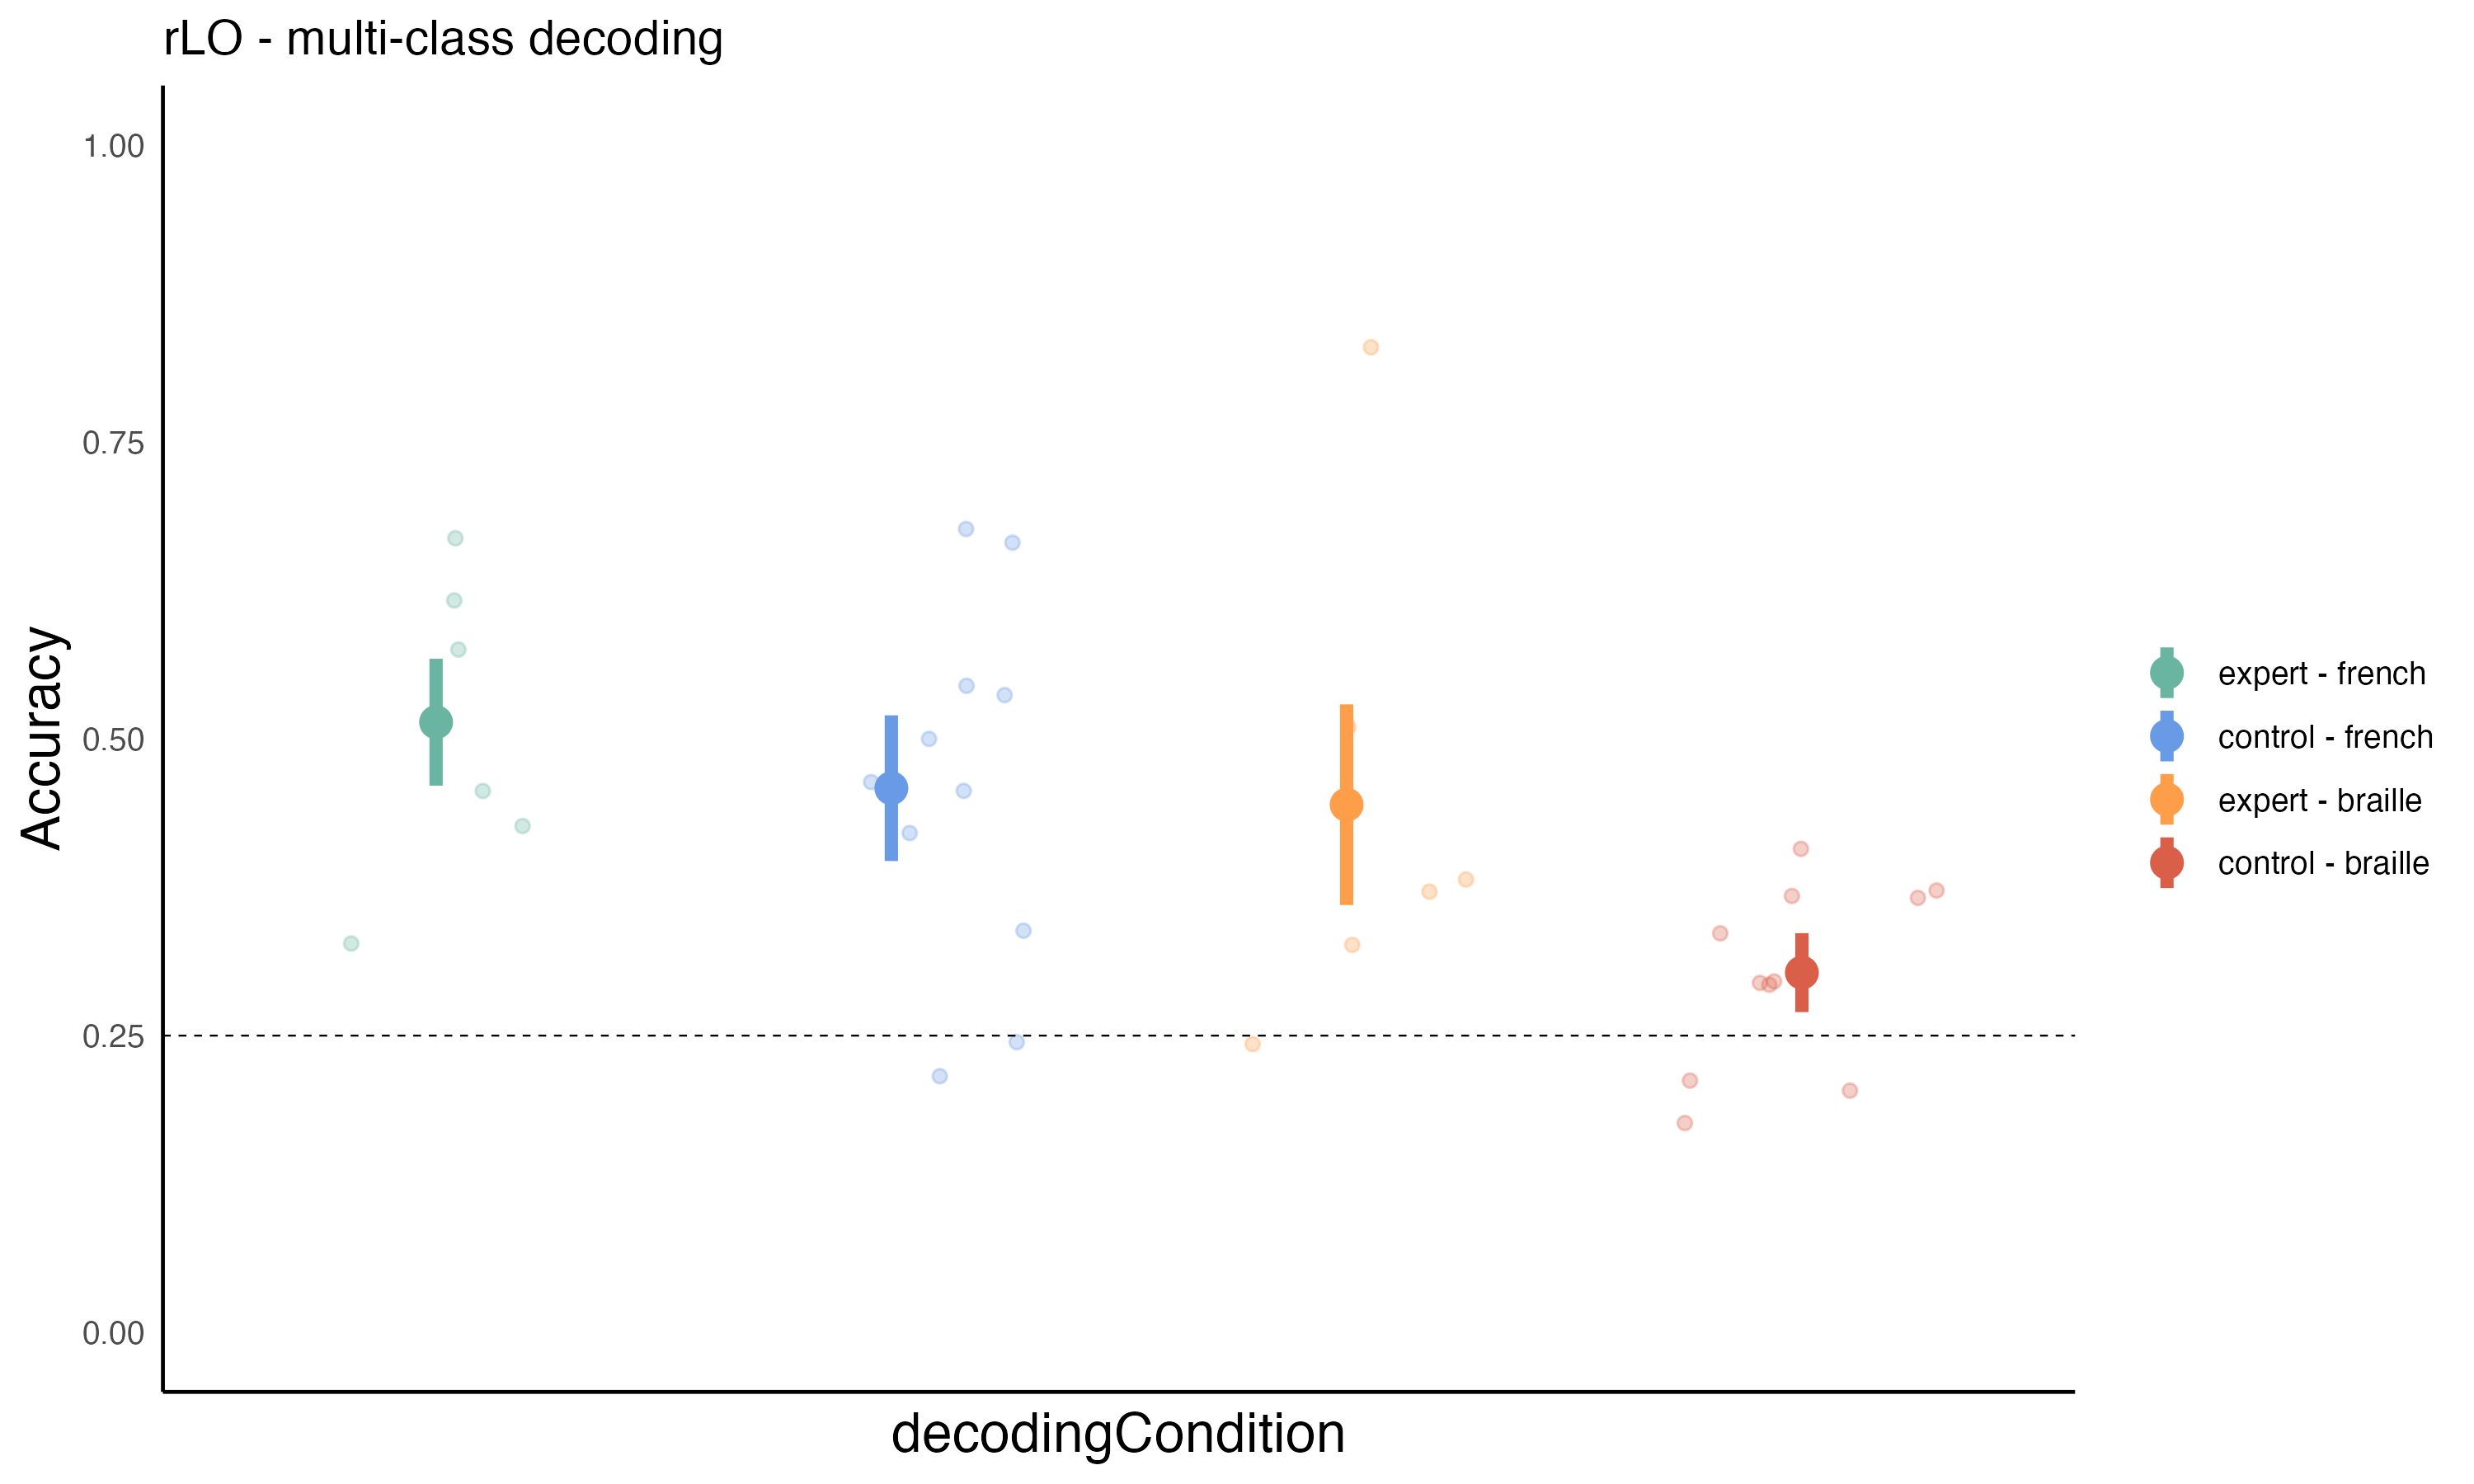 rLO - multi-class decoding
Accuracy
1.00
0.75
0.50
0.25
0.00
decodingCondition
expert - french
control - french
expert - braille
control - braille